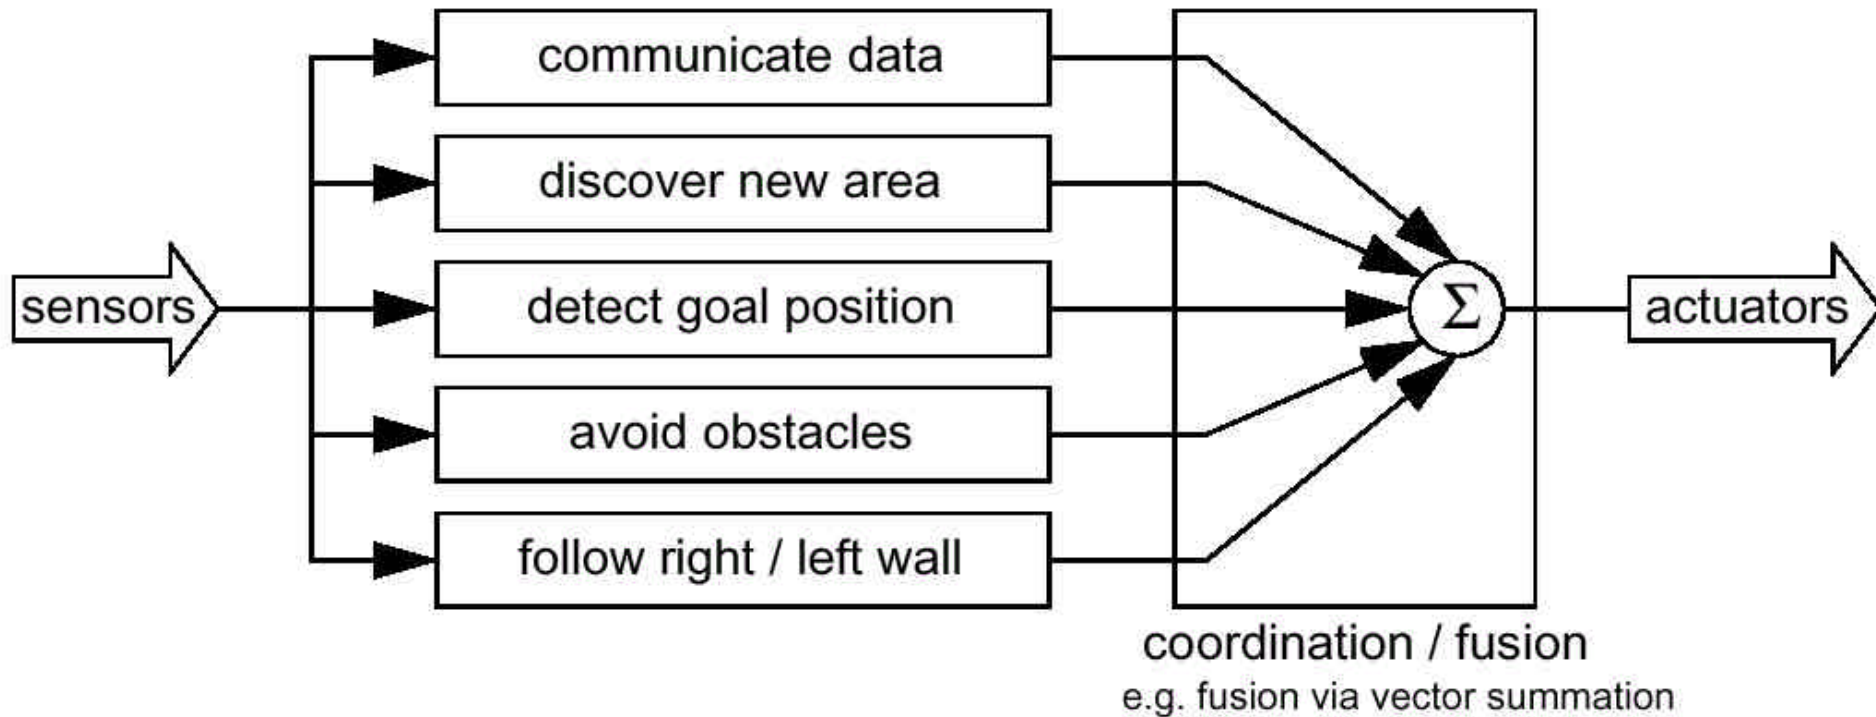 communicate data
discover new area
sensors
detect goal position
Σ
actuators
avoid obstacles
follow right / left wall
coordination / fusion
e.g. fusion via vector summation